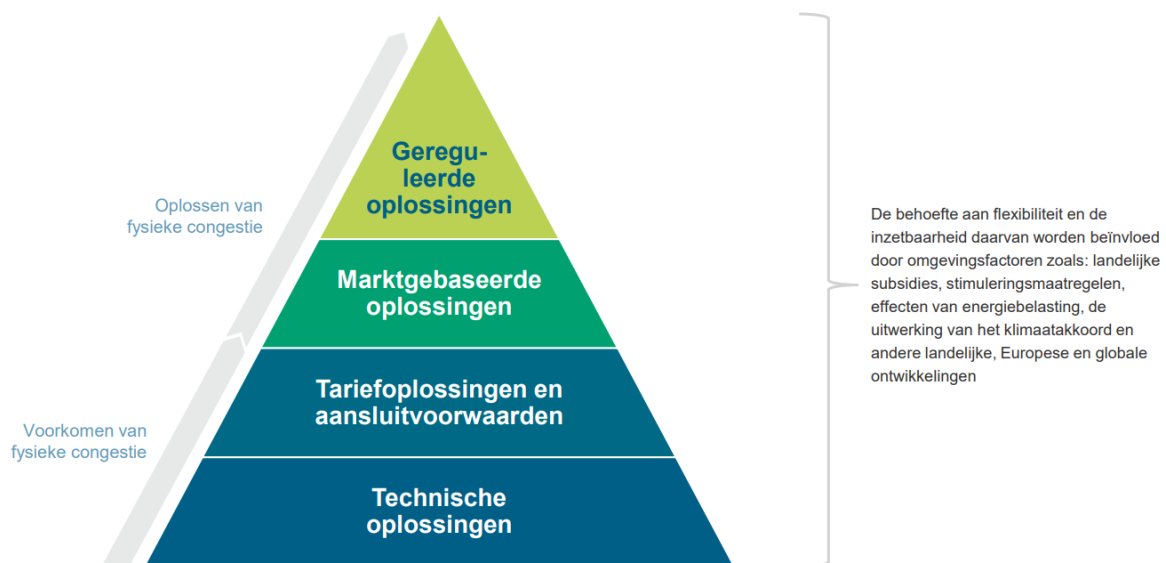 Geregu-
leerde
oplossingen
Oplossen van
fysieke congestie
Marktgebaseerde
oplossingen
Tariefoplossingen en
aansluitvoorwaarden
Voorkomen van
fysieke congestie
Technische
oplossingen
De behoefte aan flexibiliteit en de
inzetbaarheid daarvan worden beïnvloed
door omgevingsfactoren zoals: landelijke
subsidies, stimuleringsmaatregelen,
effecten van energiebelasting, de
uitwerking van het klimaatakkoord en
andere landelijke, Europese en globale
ontwikkelingen